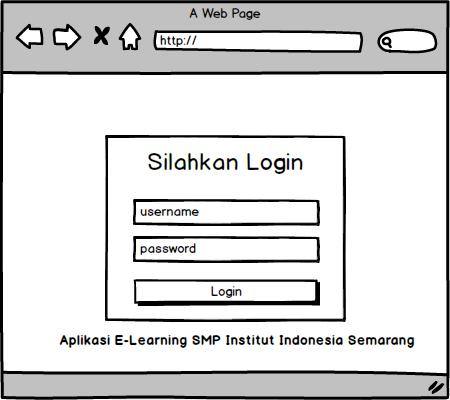 A Web Page
http://
Silahkan Login
username
password
Login
Aplikasi E-Learning SMP Institut Indonesia Semarang